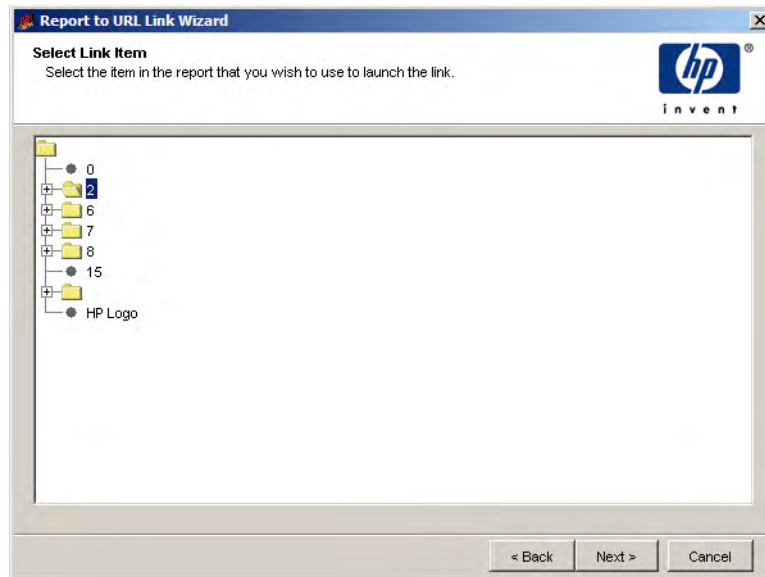 Report to URL Link Wizard
Select Link Item
Select the item in the report that you wish to use to launch the link.
hp
®
invent
0
2
6
7
8
15
HP Logo
< Back
Next >
Cancel